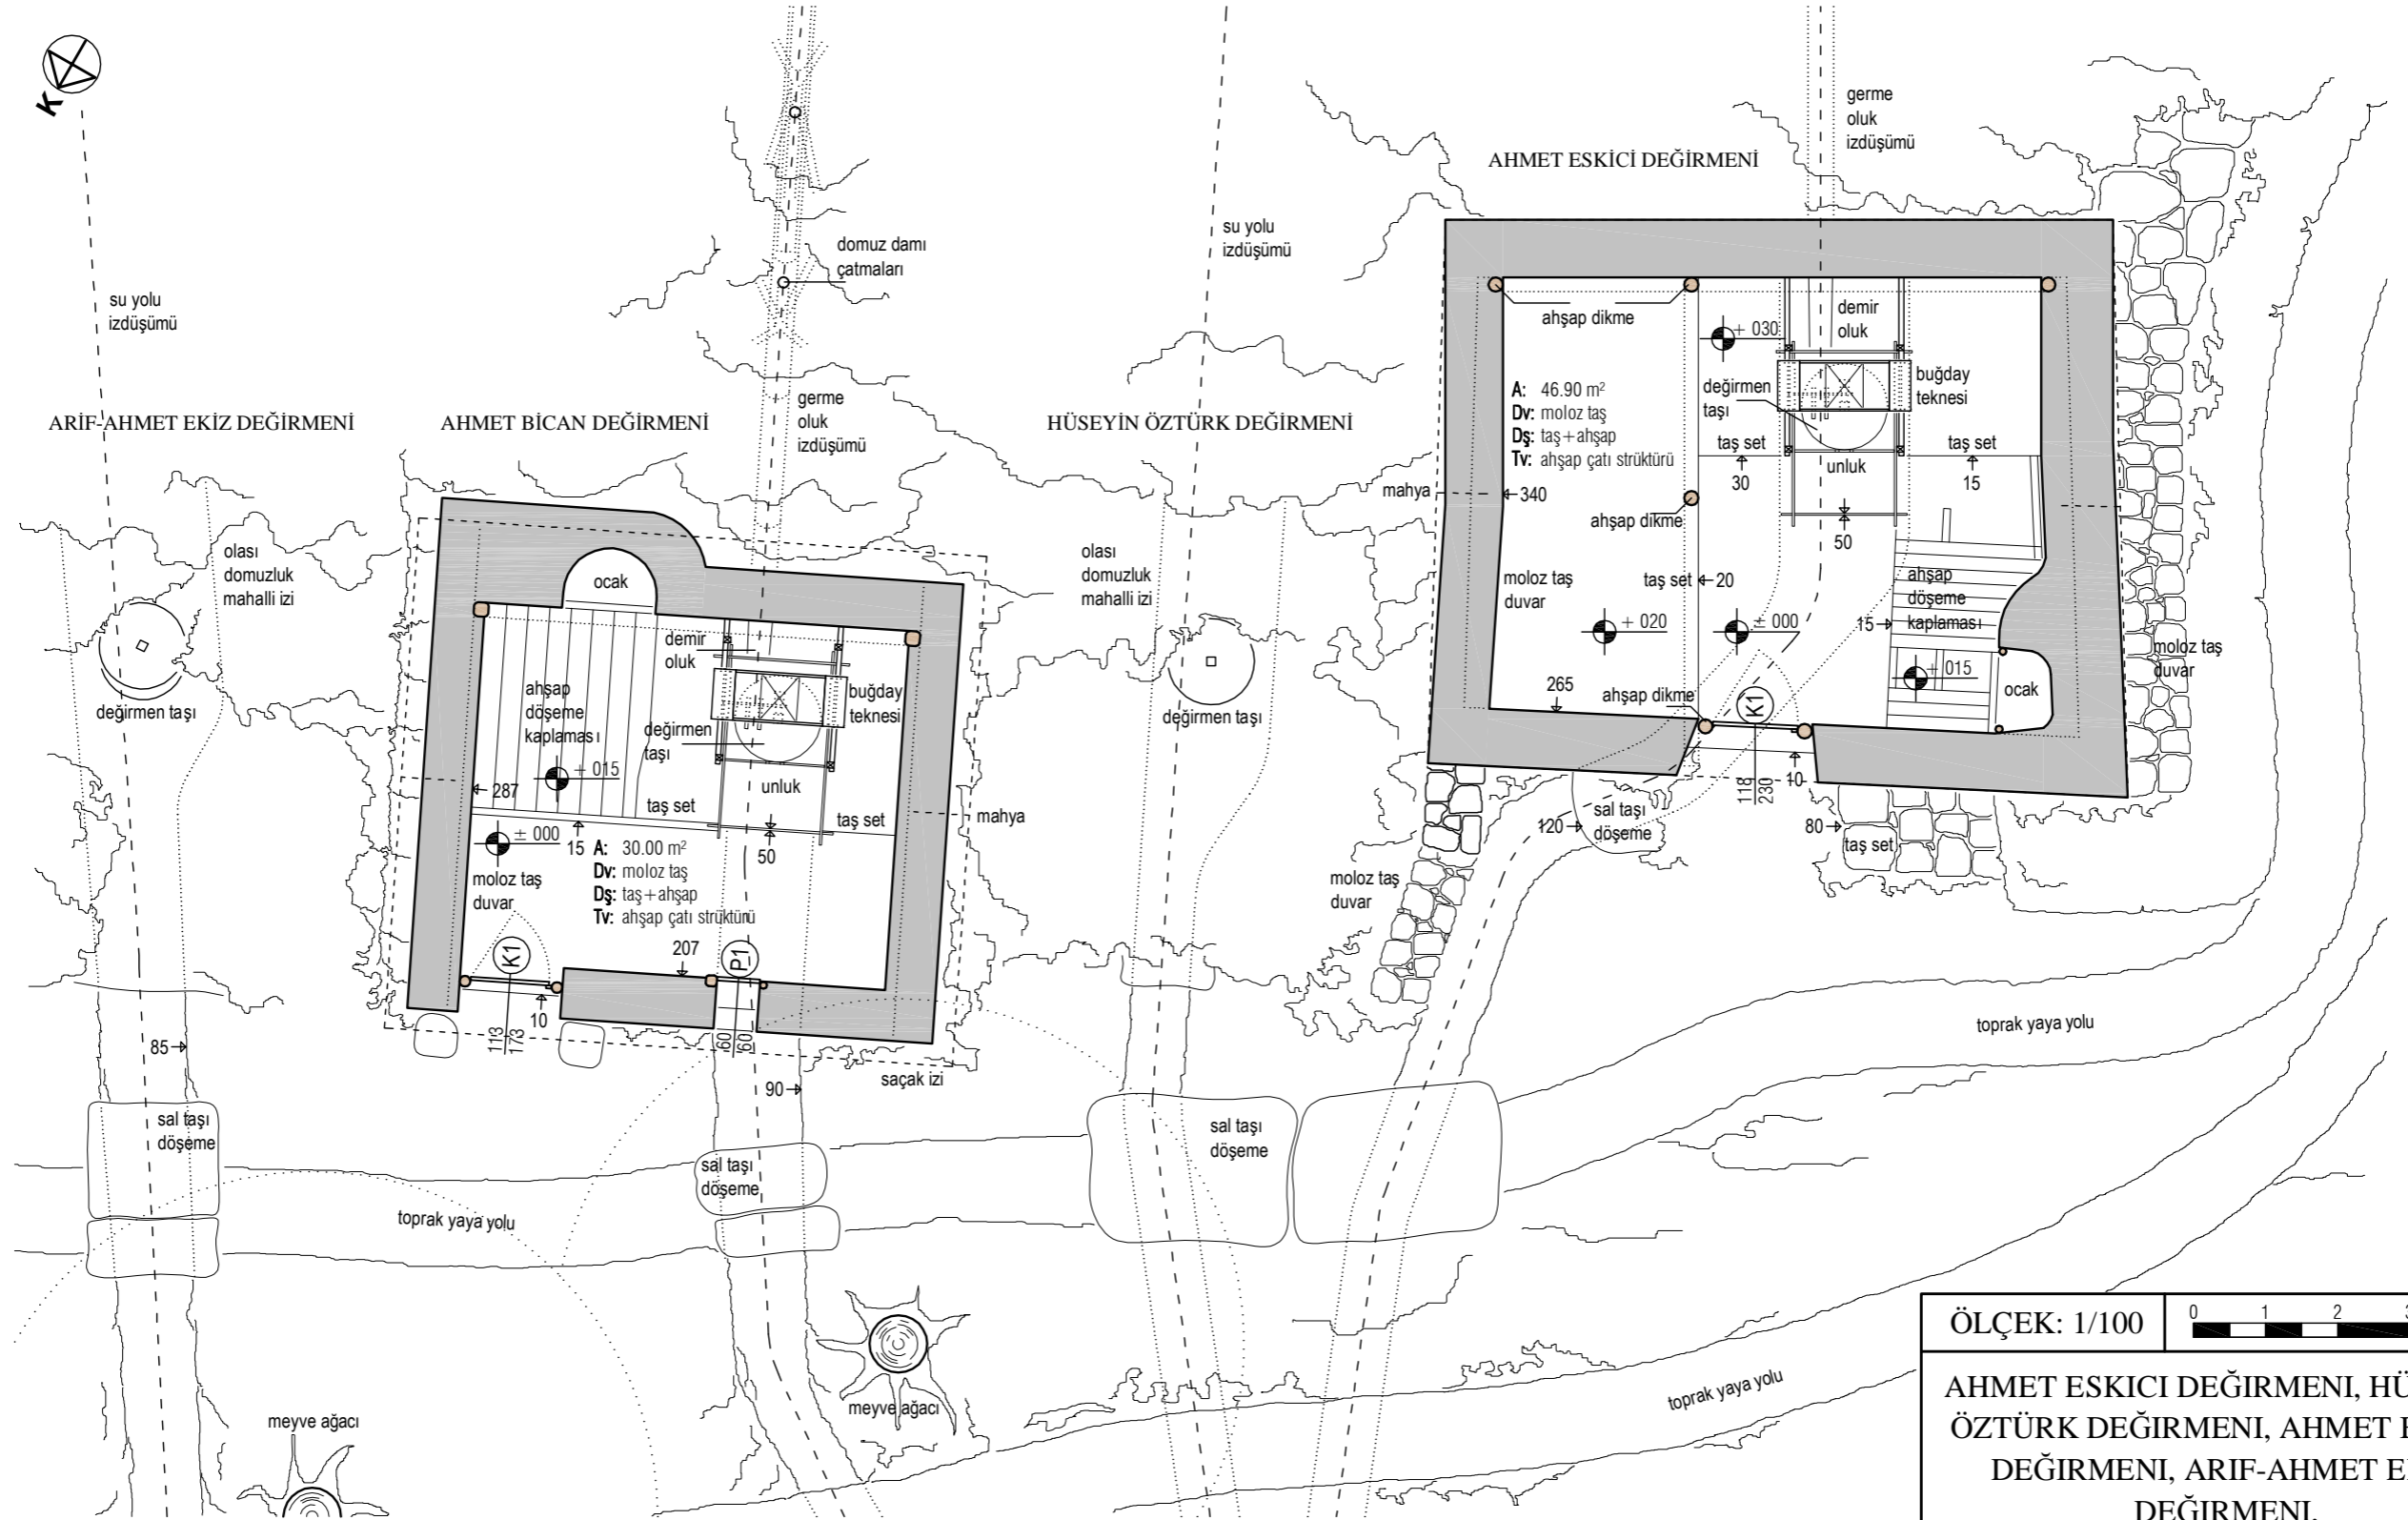 K
su yolu
izdüşümü
ARİF-AHMET EKİZ DEĞİRMENİ
olası
domuzluk
mahalli izi
değirmen taşı
85
sal taşı
döşeme
toprak yaya yolu
meyve ağacı
AHMET BİCAN DEĞİRMENİ
domuz damı
çatmaları
germe
oluk
izdüşümü
ocak
demir
oluk
ahşap
döşeme
kaplaması
değirmen
taşı
buğday
teknesi
+ 015
287
unluk
taş set
taş set
mahya
± 000
15
50
A: 30.00 m²
Dv: moloz taş
Dş: taş+ahşap
Tv: ahşap çatı strüktürü
moloz taş
duvar
K1
207
P1
10
113
173
60
60
90
saçak izi
sal taşı
döşeme
meyve ağacı
su yolu
izdüşümü
HÜSEYİN ÖZTÜRK DEĞİRMENİ
olası
domuzluk
mahalli izi
değirmen taşı
sal taşı
döşeme
AHMET ESKİCİ DEĞİRMENİ
germe
oluk
izdüşümü
ahşap dikme
+ 030
demir
oluk
A: 46.90 m²
Dv: moloz taş
Dş: taş+ahşap
Tv: ahşap çatı strüktürü
değirmen
taşı
buğday
teknesi
taş set
30
unluk
taş set
15
mahya
340
ahşap dikme
50
moloz taş
duvar
taş set
20
ahşap
döşeme
kaplaması
+ 020
± 000
15
+ 015
moloz taş
duvar
ocak
265
ahşap dikme
K1
118
230
10
120
sal taşı
döşeme
80
taş set
moloz taş
duvar
toprak yaya yolu
toprak yaya yolu
ÖLÇEK: 1/100
0 1 2
AHMET ESKICI DEĞIRMENI,
ÖZTÜRK DEĞIRMENI, AHMET
DEĞIRMENI, ARIF-AHMET
DEĞIRMENI,